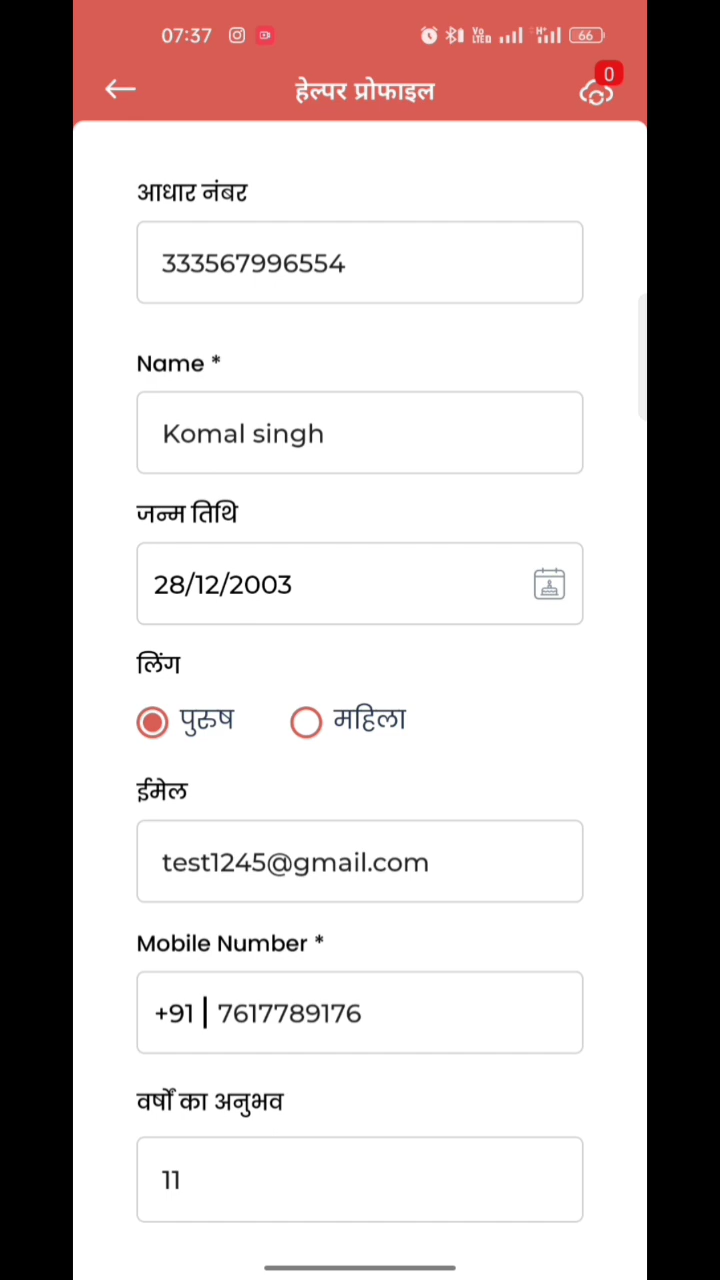 07:37 66
हेल्पर प्रोफाइल 0
आधार नंबर
333567996554
Name *
Komal singh
जन्म तिथि
28/12/2003
लिंग
पुरुष महिला
ईमेल
test1245@gmail.com
Mobile Number *
+91 7617789176
वर्षों का अनुभव
11